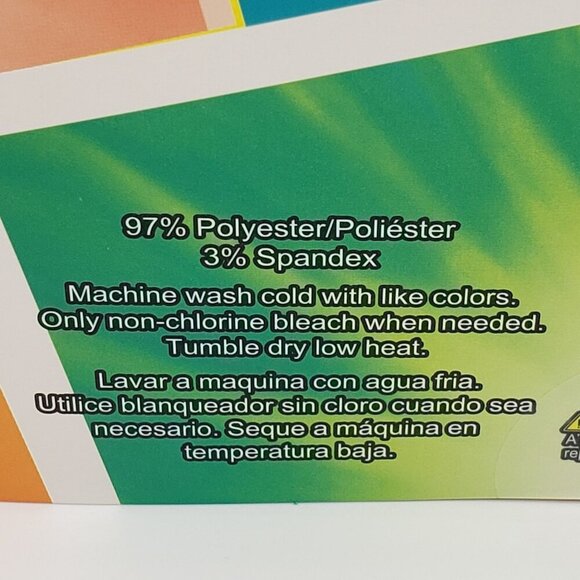 97% Polyester/Poliéster
3% Spandex
Machine wash cold with like colors.
Only non-chlorine bleach when needed.
Tumble dry low heat.
Lavar a maquina con agua fria.
Utilice blanqueador sin cloro cuando sea
necesario. Seque a máquina en
temperatura baja.